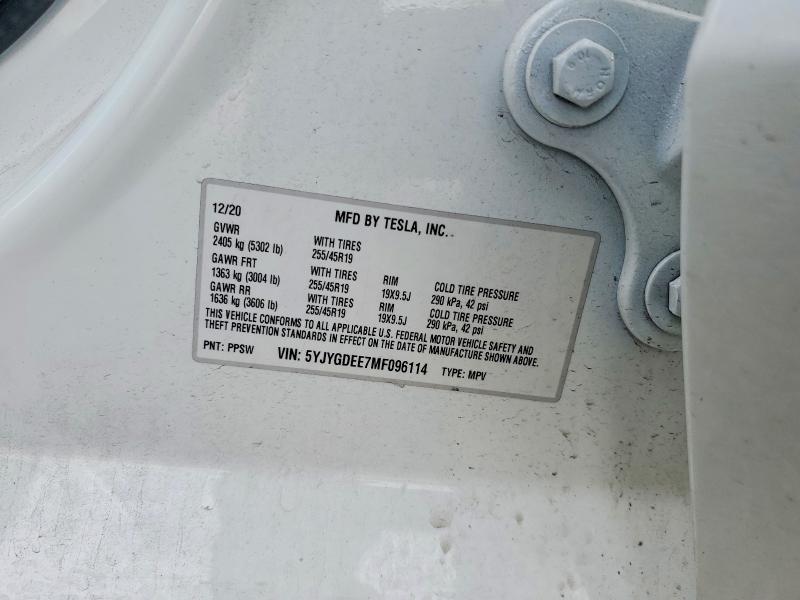 12/20 MFD BY TESLA, INC.
GVWR
2405 kg (5302 lb) WITH TIRES 255/45R19
GAWR FRT
1363 kg (3004 lb) WITH TIRES 255/45R19 RIM 19X9.5J COLD TIRE PRESSURE 290 kPa, 42 psi
GAWR RR
1636 kg (3606 lb) WITH TIRES 255/45R19 RIM 19X9.5J COLD TIRE PRESSURE 290 kPa, 42 psi
THIS VEHICLE CONFORMS TO ALL APPLICABLE U.S. FEDERAL MOTOR VEHICLE SAFETY AND
THEFT PREVENTION STANDARDS IN EFFECT ON THE DATE OF MANUFACTURE SHOWN ABOVE.
PNT: PPSW VIN: 5YJYGDEE7MF096114 TYPE: MPV